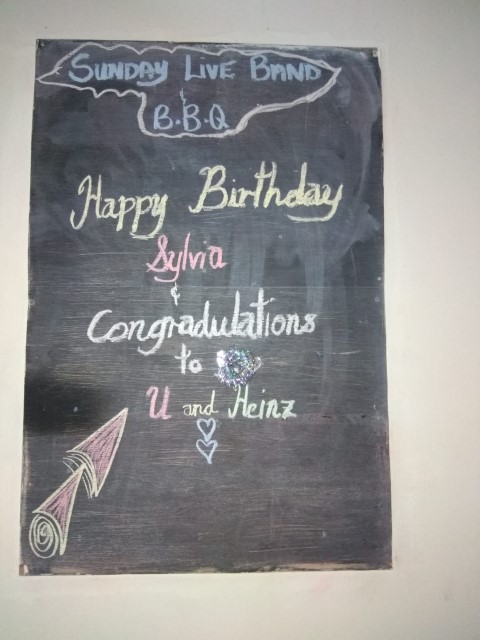 SUNDAY LIVE BAND
&
B.B.Q
Happy Birthday
Sylvia
&
Congradulations
to
U and Heinz